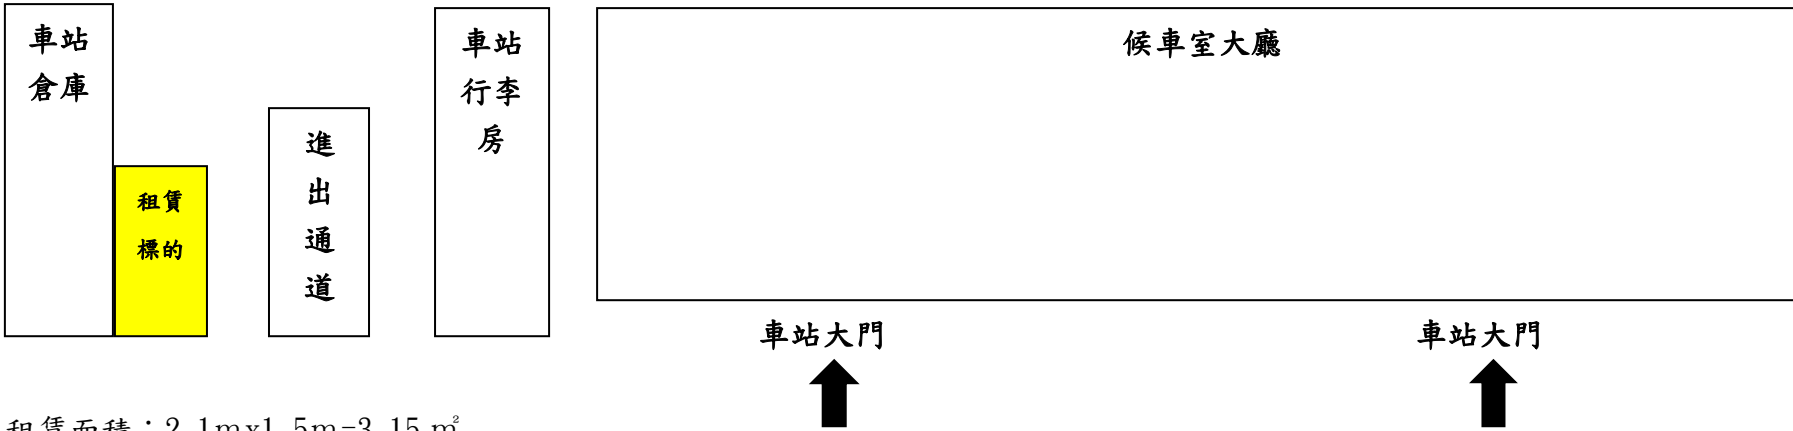 車站
倉庫
租賃
標的
進
出
通
道
車站
行李
房
候車室大廳
車站大門
車站大門
租賃面積：2.1mx1.5m=3.15 ㎡